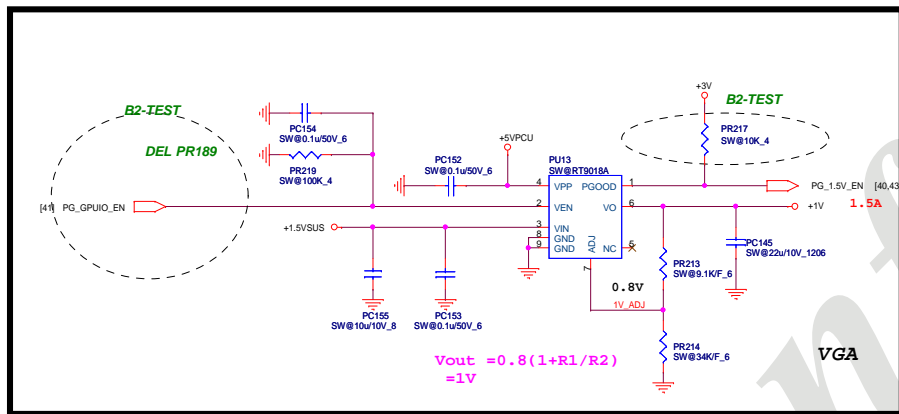 B2-TEST
DEL PR189
[41] PG_GPUIO_EN
PC154
SW@0.1u/50V_6
PR219
SW@100K_4
+1.5VSUS
PC155
SW@10u/10V_8
PC153
SW@0.1u/50V_6
PC152
SW@0.1u/50V_6
+5VPCU
PU13
SW@RT9018A
4 VPP PGOOD 1
2 VEN VO 6
3 VIN
8 GND
9 GND NC 5
ADJ
7
0.8V
1V_ADJ
+3V
B2-TEST
PR217
SW@10K_4
PG_1.5V_EN [40,43
+1V
1.5A
PC145
SW@22u/10V_1206
PR213
SW@9.1K/F_6
PR214
SW@34K/F_6
Vout =0.8(1+R1/R2)
=1V
VGA